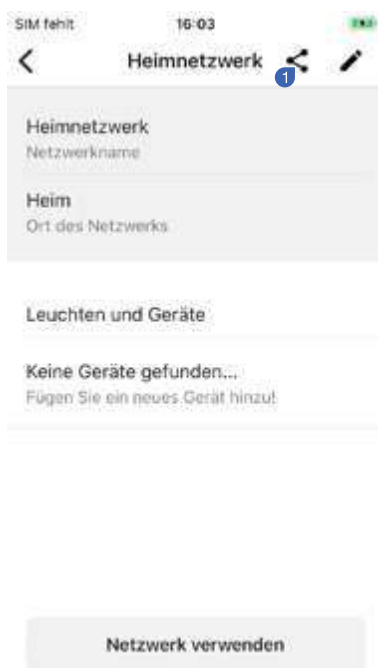 SIM fehlt 16:03
Heimnetzwerk
1
Heimnetzwerk
Netzwerkname
Heim
Ort des Netzwerks
Leuchten und Geräte
Keine Geräte gefunden...
Fügen Sie ein neues Gerät hinzu!
Netzwerk verwenden